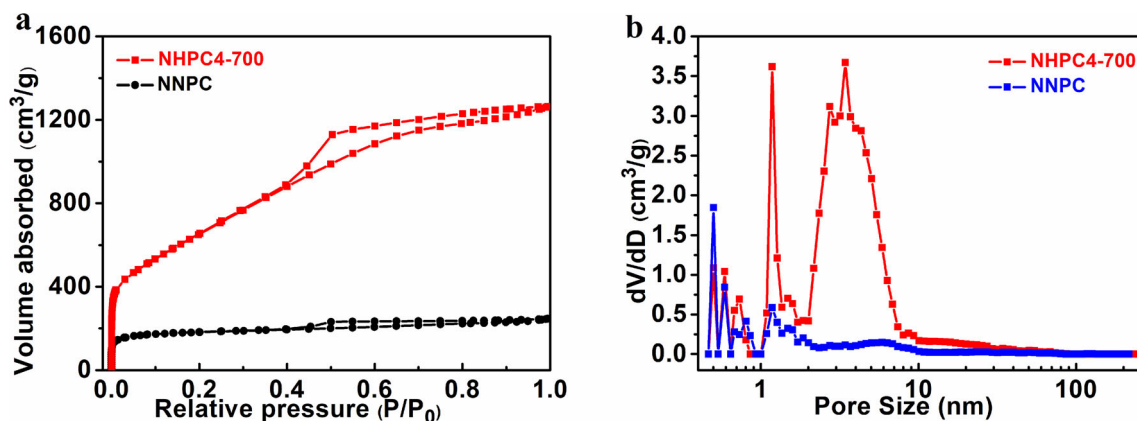 a
1600
1200
800
400
0
Volume absorbed (cm³/g)
NHPC4-700
NNPC
0.0 0.2 0.4 0.6 0.8 1.0
Relative pressure (P/P₀)
b
4.0
3.5
3.0
2.5
2.0
1.5
1.0
0.5
0.0
dV/dD (cm³/g)
NHPC4-700
NNPC
1 10 100
Pore Size (nm)